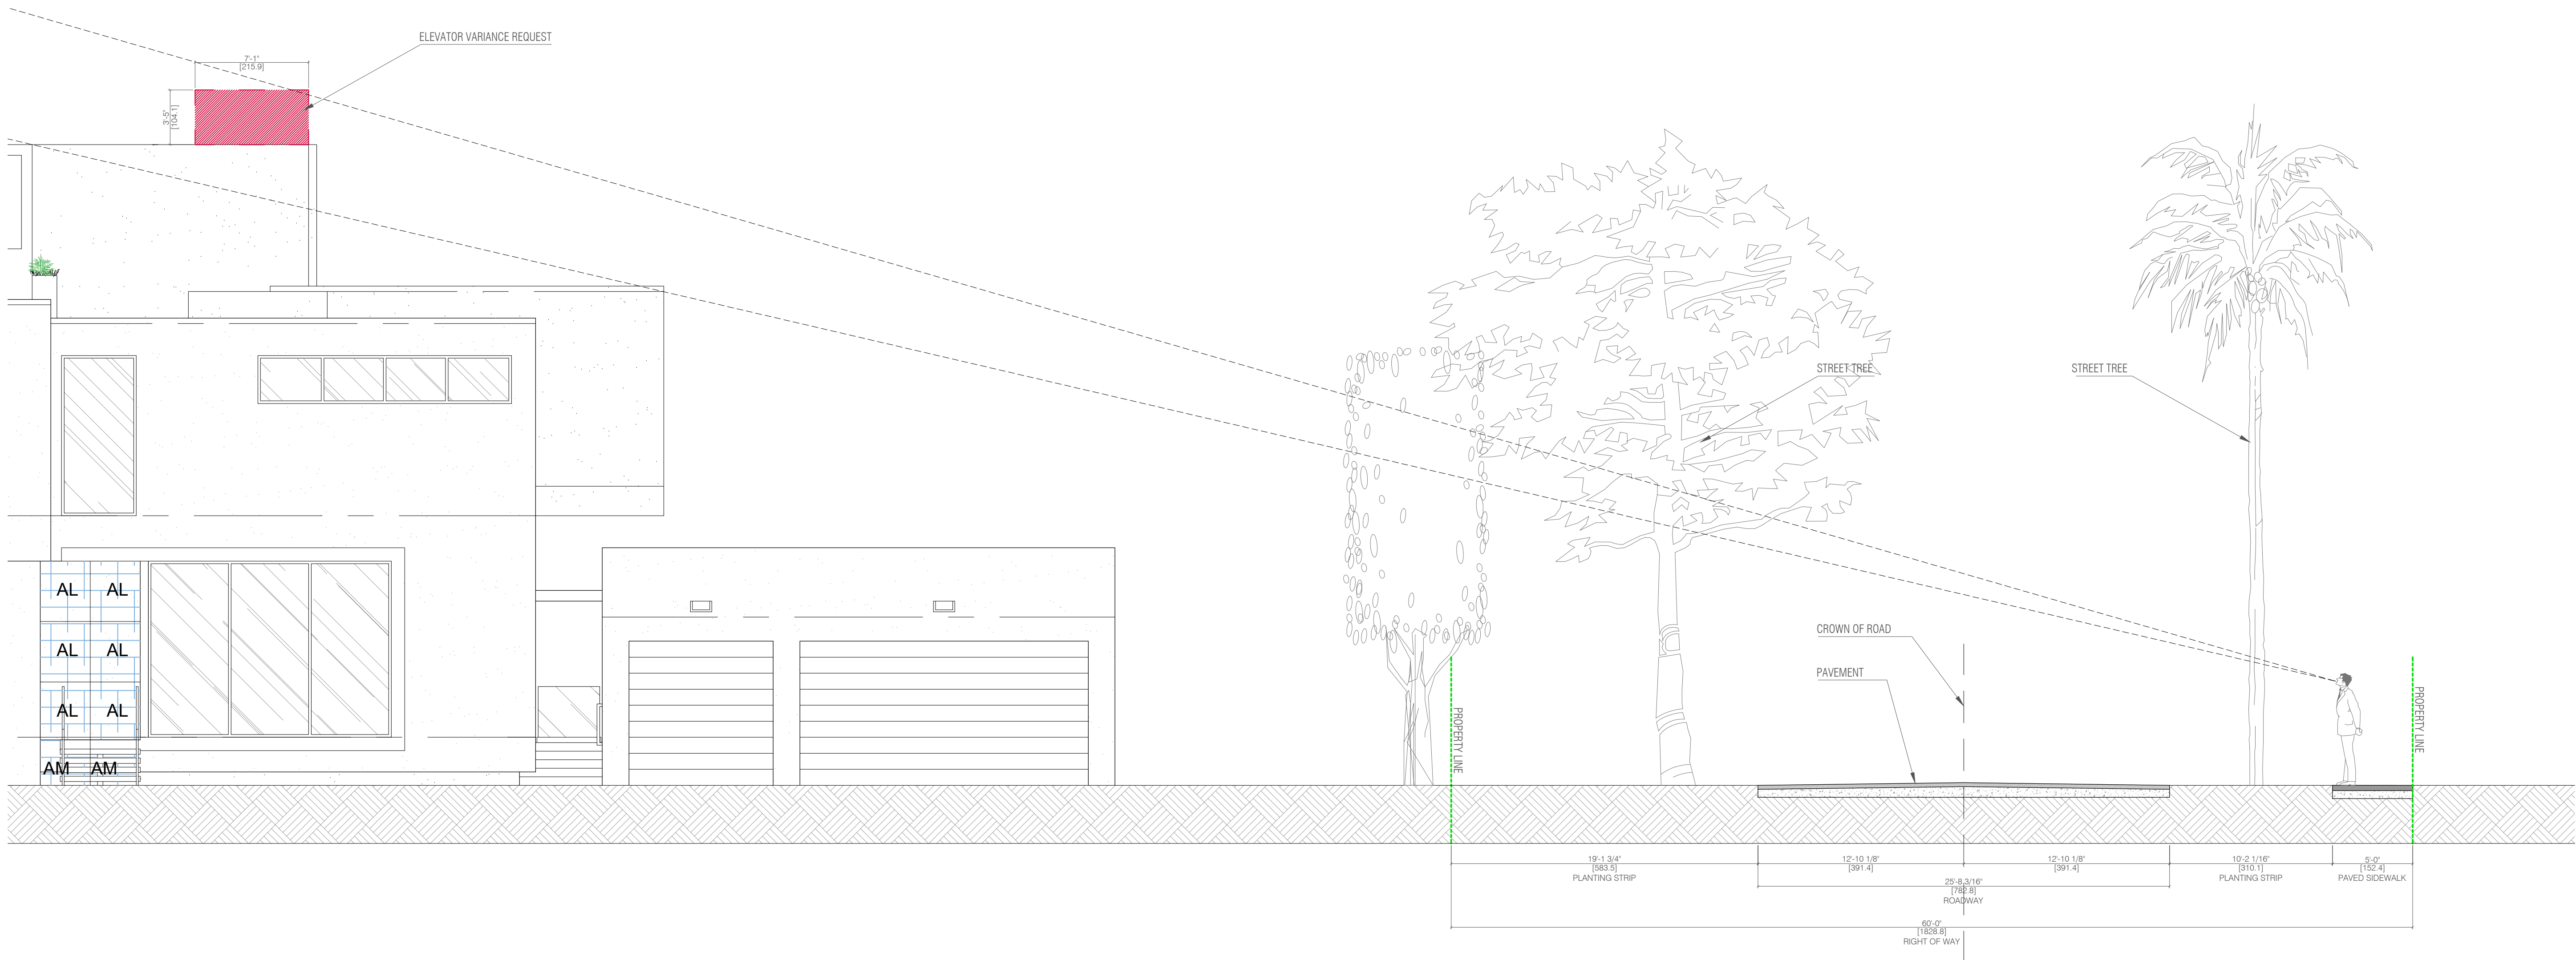 ELEVATOR VARIANCE REQUEST
7'-1"
[215.9]
3'-5"
[104.1]
STREET TREE
STREET TREE
AL AL
CROWN OF ROAD
AL AL
PAVEMENT
AL AL
PROPERTY LINE
PROPERTY LINE
AM AM
19'-1 3/4"
[583.5]
PLANTING STRIP
12'-10 1/8"
[391.4]
12'-10 1/8"
[391.4]
10'-2 1/16"
[310.1]
PLANTING STRIP
5'-0"
[152.4]
PAVED SIDEWALK
25'-8 3/16"
[782.8]
ROADWAY
60'-0"
[1828.8]
RIGHT OF WAY